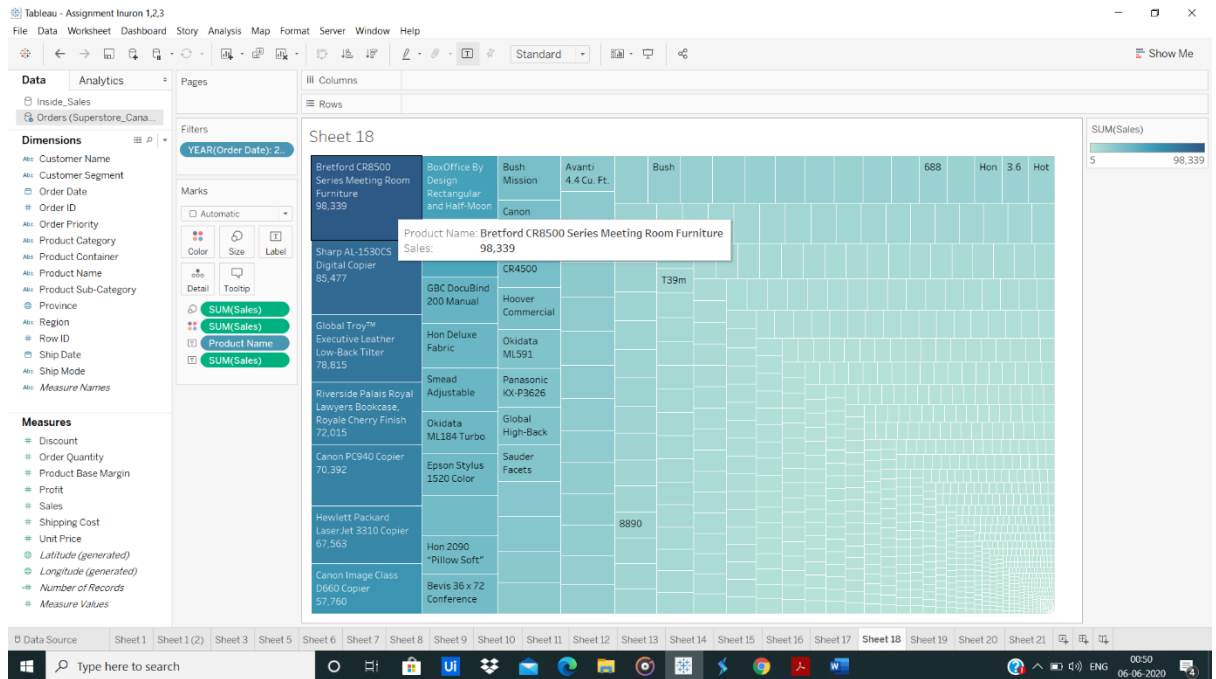 Tableau - Assignment Inuron 1,2,3
File Data Worksheet Dashboard Story Analysis Map Format Server Window Help
Standard
Show Me
Data Analytics
Inside_Sales
Orders (Superstore_Cana...
Dimensions
Abc Customer Name
Abc Customer Segment
Order Date
# Order ID
Abc Order Priority
Abc Product Category
Abc Product Container
Abc Product Name
Abc Product Sub-Category
Province
Abc Region
# Row ID
Ship Date
Abc Ship Mode
Abc Measure Names
Measures
# Discount
# Order Quantity
# Product Base Margin
# Profit
# Sales
# Shipping Cost
# Unit Price
Latitude (generated)
Longitude (generated)
Number of Records
# Measure Values
Pages
Filters
YEAR(Order Date): 2..
Marks
Automatic
Color Size Label
Detail Tooltip
SUM(Sales)
SUM(Sales)
Product Name
SUM(Sales)
Columns
Rows
Sheet 18
Bretford CR8500
Series Meeting Room
Furniture
98,339
Sharp AL-1530CS
Digital Copier
85,477
Global Troy™
Executive Leather
Low-Back Tilter
78,815
Riverside Palais Royal
Lawyers Bookcase,
Royale Cherry Finish
72,015
Canon PC940 Copier
70,392
Hewlett Packard
LaserJet 3310 Copier
67,563
Canon Image Class
D660 Copier
57,760
BoxOffice By
Design
Rectangular
and Half-Moon
GBC DocuBind
200 Manual
Hon Deluxe
Fabric
Smead
Adjustable
Okidata
ML184 Turbo
Epson Stylus
1520 Color
Hon 2090
"Pillow Soft"
Bevis 36 x 72
Conference
Bush
Mission
Canon
CR4500
Hoover
Commercial
Okidata
ML591
Panasonic
KX-P3626
Global
High-Back
Sauder
Facets
Avanti
4.4 Cu. Ft.
8890
Bush
T39m
688
Hon
3.6
Hot
Product Name: Bretford CR8500 Series Meeting Room Furniture
Sales: 98,339
SUM(Sales)
5 98,339
Data Source Sheet 1 Sheet 1 (2) Sheet 3 Sheet 5 Sheet 6 Sheet 7 Sheet 8 Sheet 9 Sheet 10 Sheet 11 Sheet 12 Sheet 13 Sheet 14 Sheet 15 Sheet 16 Sheet 17 Sheet 18 Sheet 19 Sheet 20 Sheet 21
Type here to search
Ui
ENG
00:50
06-06-2020
4